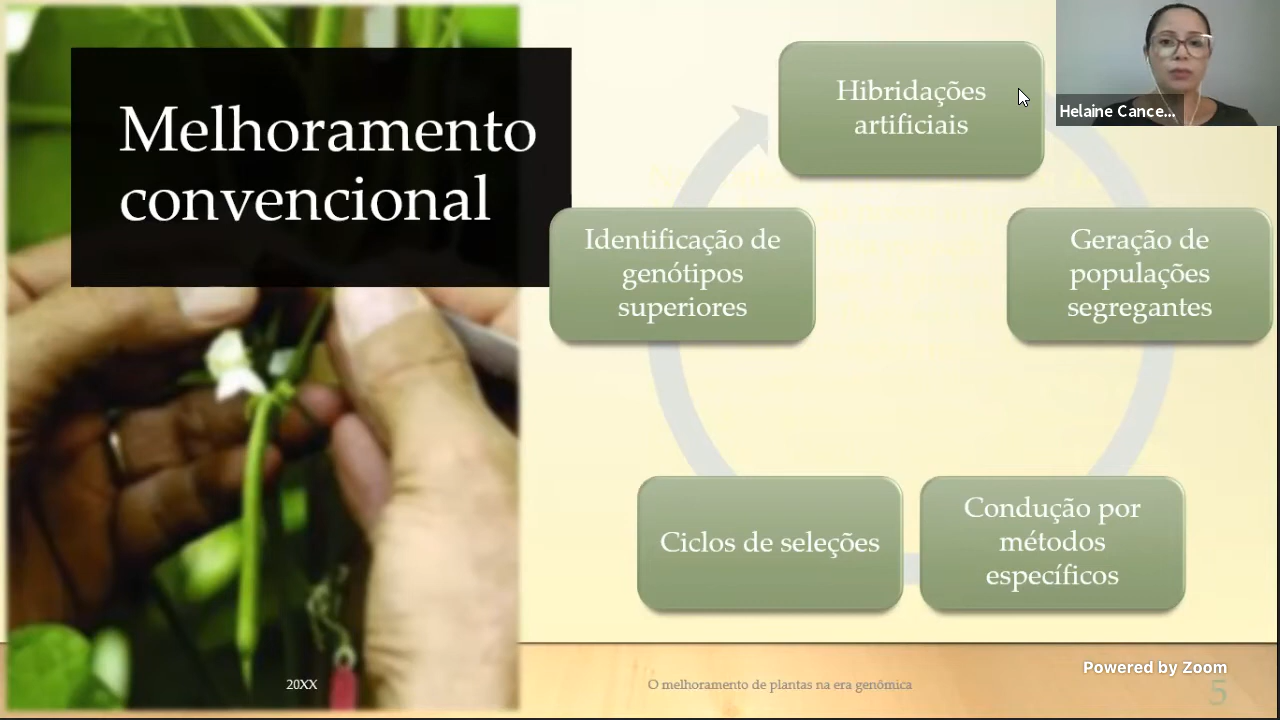 Melhoramento
convencional
Hibridações
artificiais
Helaine Cance...
Identificação de
genótipos
superiores
Geração de
populações
segregantes
Ciclos de seleções
Condução por
métodos
específicos
20XX
O melhoramento de plantas na era genômica
Powered by Zoom
5